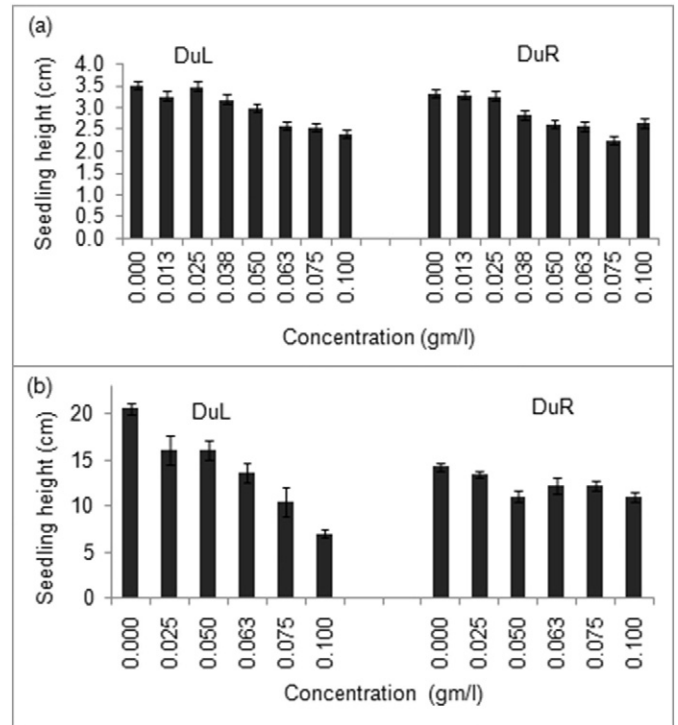 (a)
DuL DuR
Seedling height (cm)
4.0
3.5
3.0
2.5
2.0
1.5
1.0
0.5
0.0
0.000 0.013 0.025 0.038 0.050 0.063 0.075 0.100 0.000 0.013 0.025 0.038 0.050 0.063 0.075 0.100
Concentration (gm/l)
(b)
DuL DuR
Seedling height (cm)
20
15
10
5
0
0.000 0.025 0.050 0.063 0.075 0.100 0.000 0.025 0.050 0.063 0.075 0.100
Concentration (gm/l)